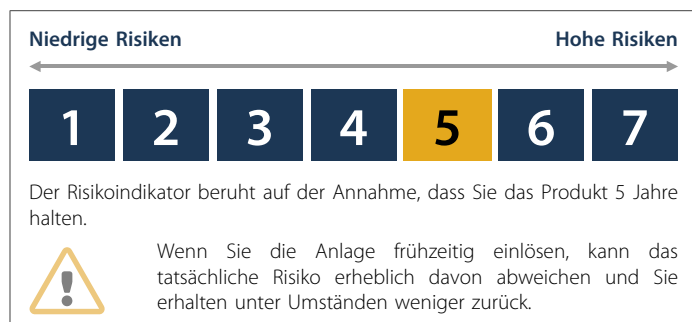 Niedrige Risiken Hohe Risiken
1 2 3 4 5 6 7
Der Risikoindikator beruht auf der Annahme, dass Sie das Produkt 5 Jahre
halten.
Wenn Sie die Anlage frühzeitig einlösen, kann das
tatsächliche Risiko erheblich davon abweichen und Sie
erhalten unter Umständen weniger zurück.